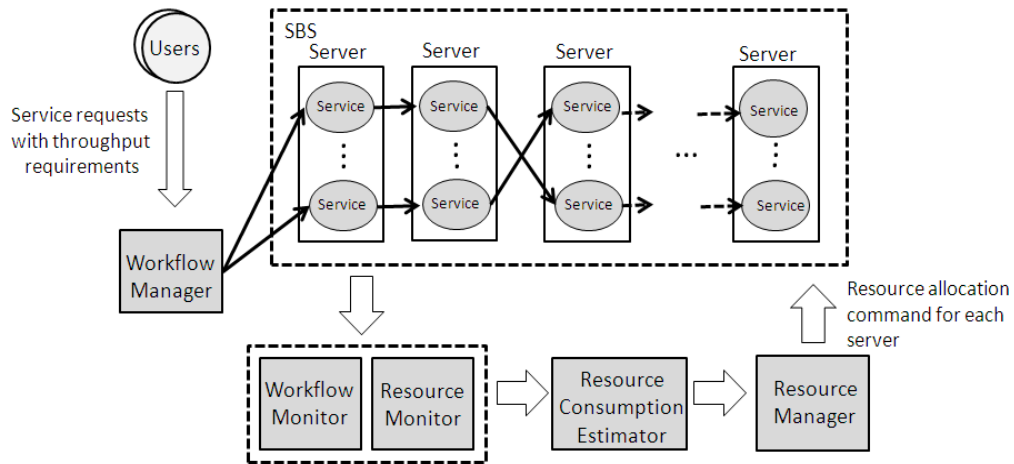 Users
Service requests
with throughput
requirements
Workflow
Manager
SBS
Server
Server
Server
Server
Service
Service
Service
Service
...
Service
Service
Service
Service
Workflow
Monitor
Resource
Monitor
Resource
Consumption
Estimator
Resource
Manager
Resource allocation
command for each
server